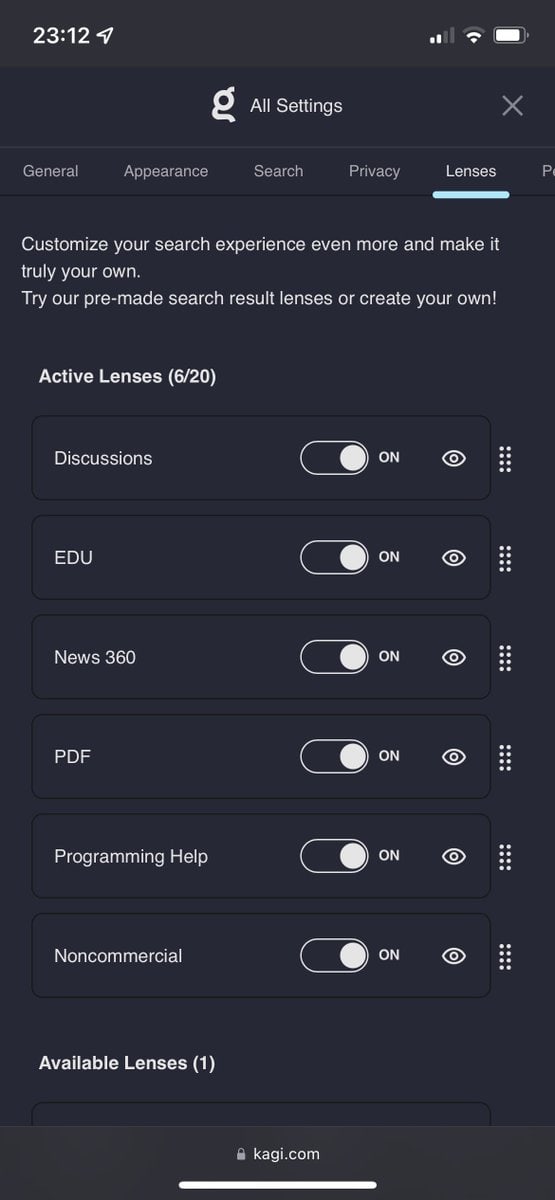 23:12
All Settings
General Appearance Search Privacy Lenses
Customize your search experience even more and make it
truly your own.
Try our pre-made search result lenses or create your own!
Active Lenses (6/20)
Discussions ON
EDU ON
News 360 ON
PDF ON
Programming Help ON
Noncommercial ON
Available Lenses (1)
kagi.com